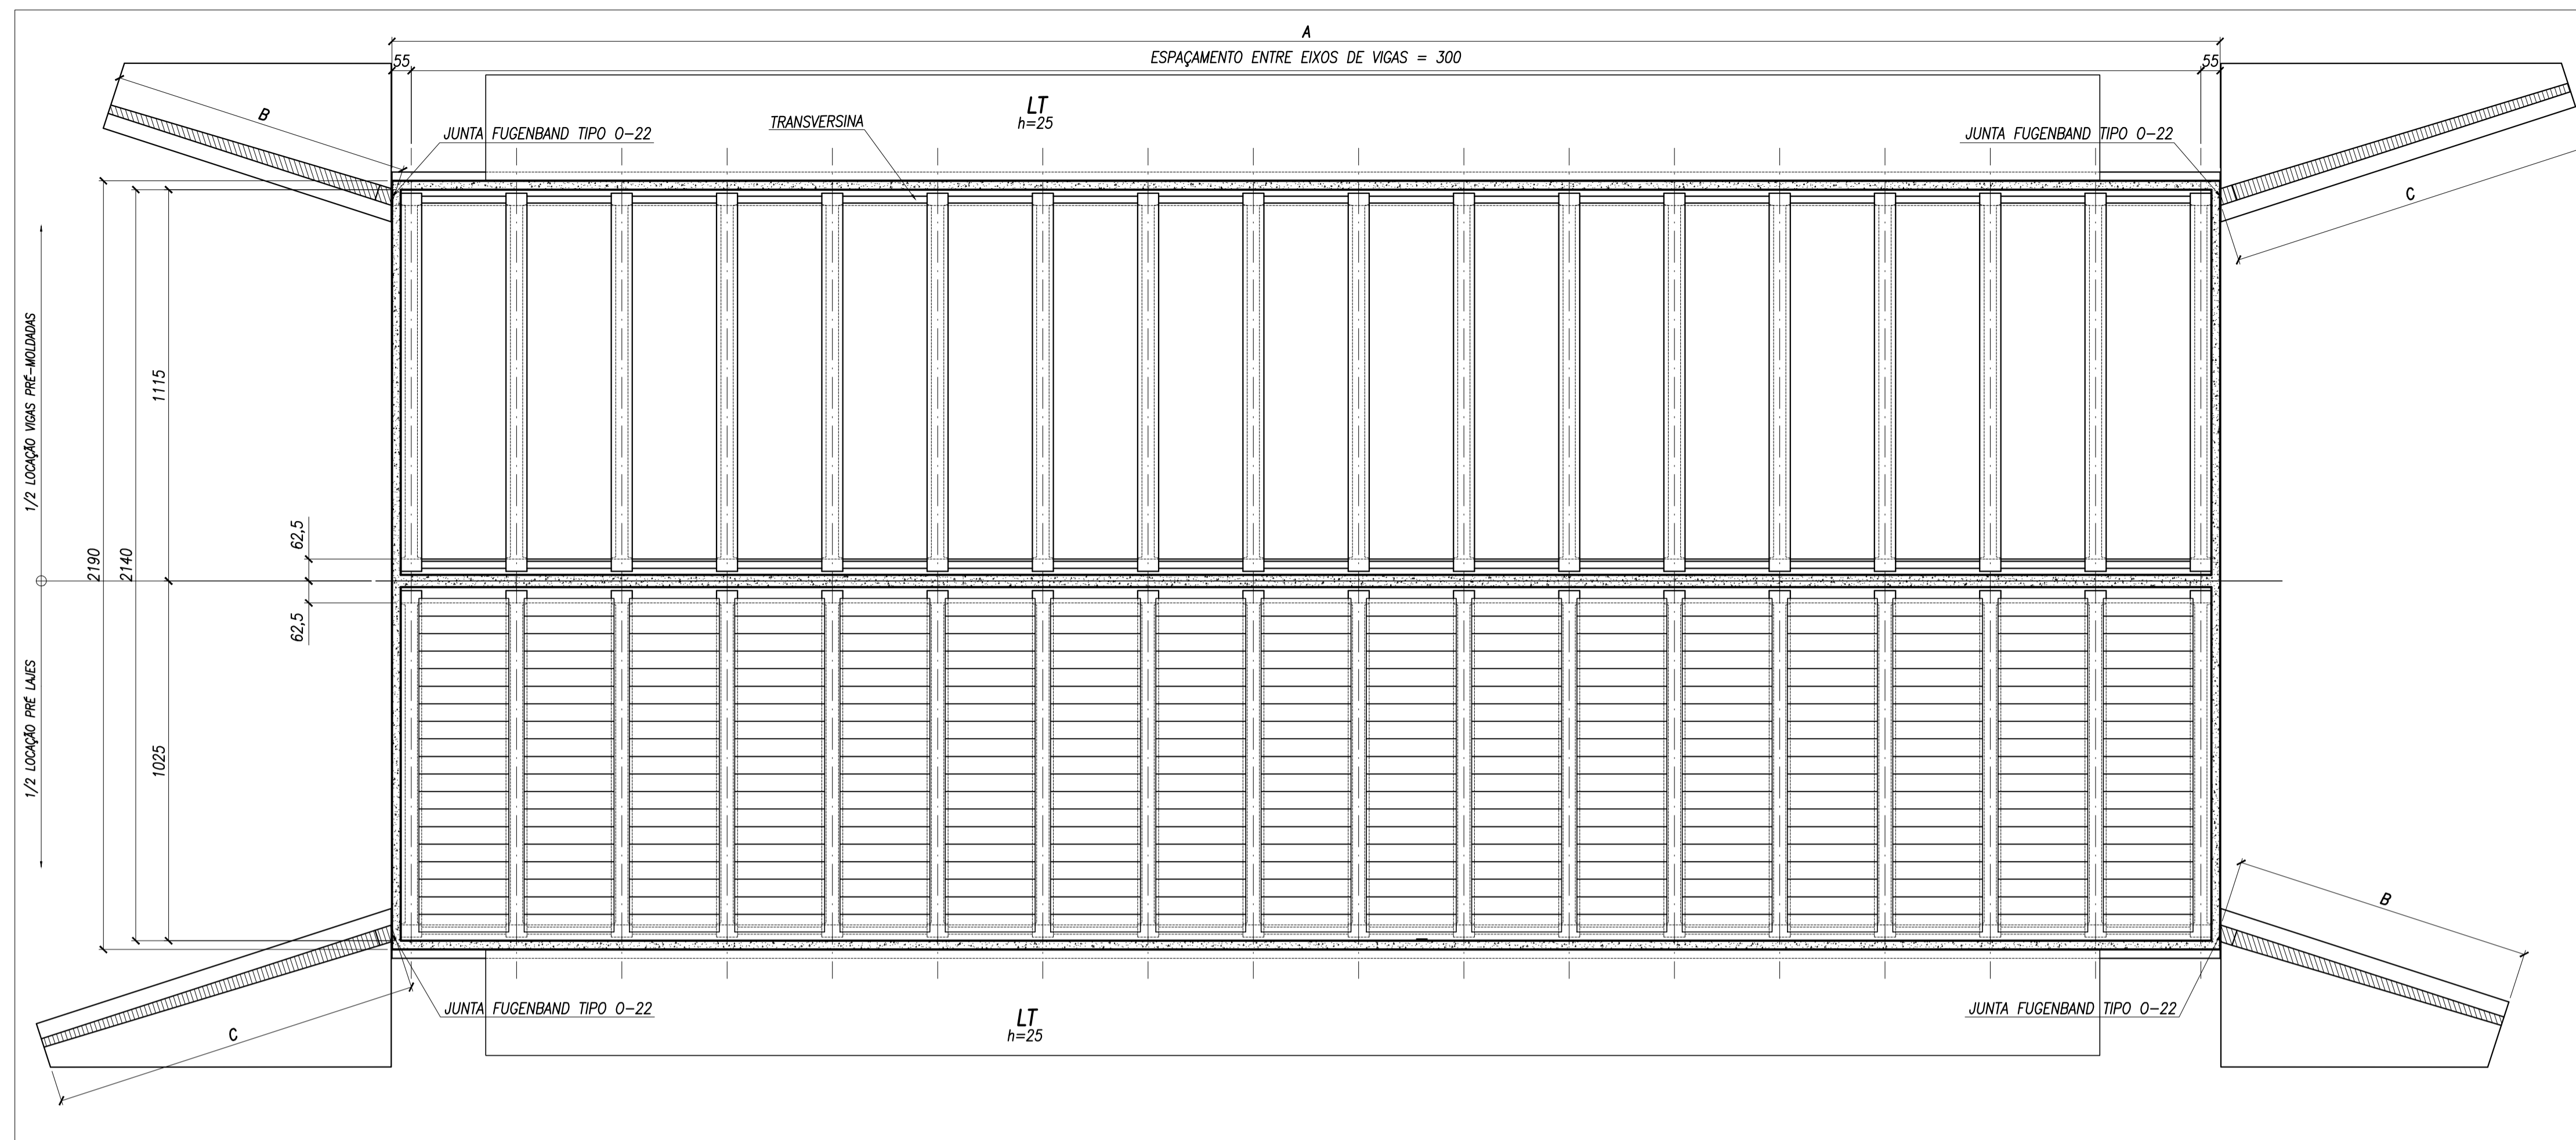 A
55
ESPAÇAMENTO ENTRE EIXOS DE VIGAS = 300
55
B
LT
h=25
JUNTA FUGENBAND TIPO O-22
TRANSVERSINA
JUNTA FUGENBAND TIPO O-22
C
1/2 LOCAÇÃO VIGAS PRÉ-MOLDADAS
1115
62,5
2190
2140
62,5
1/2 LOCAÇÃO PRÉ LAJES
1025
B
JUNTA FUGENBAND TIPO O-22
C
LT
h=25
JUNTA FUGENBAND TIPO O-22